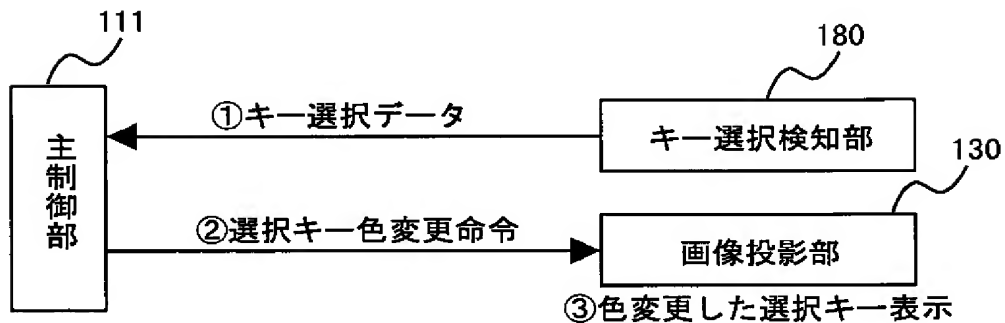 111
180
①キー選択データ
キー選択検知部
主制御部
130
②選択キー色変更命令
画像投影部
③色変更した選択キー表示